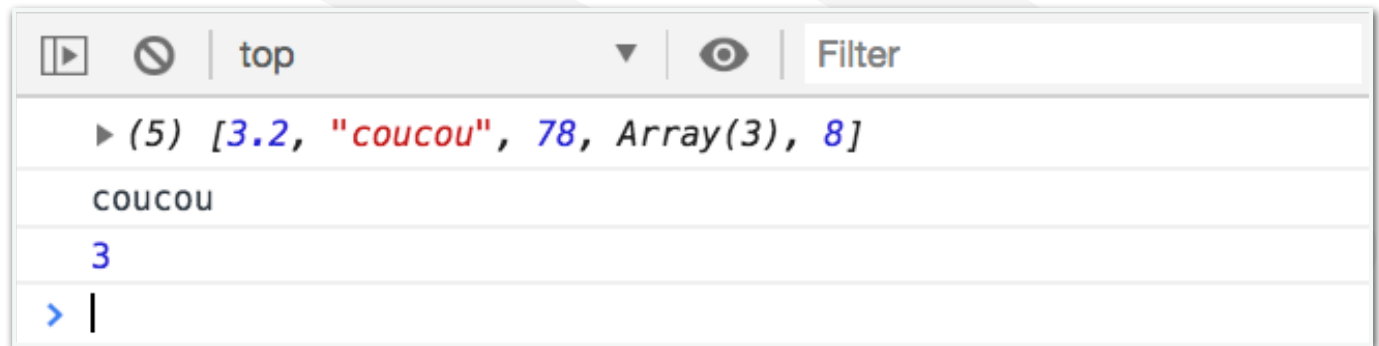 top Filter
(5) [3.2, "coucou", 78, Array(3), 8]
coucou
3